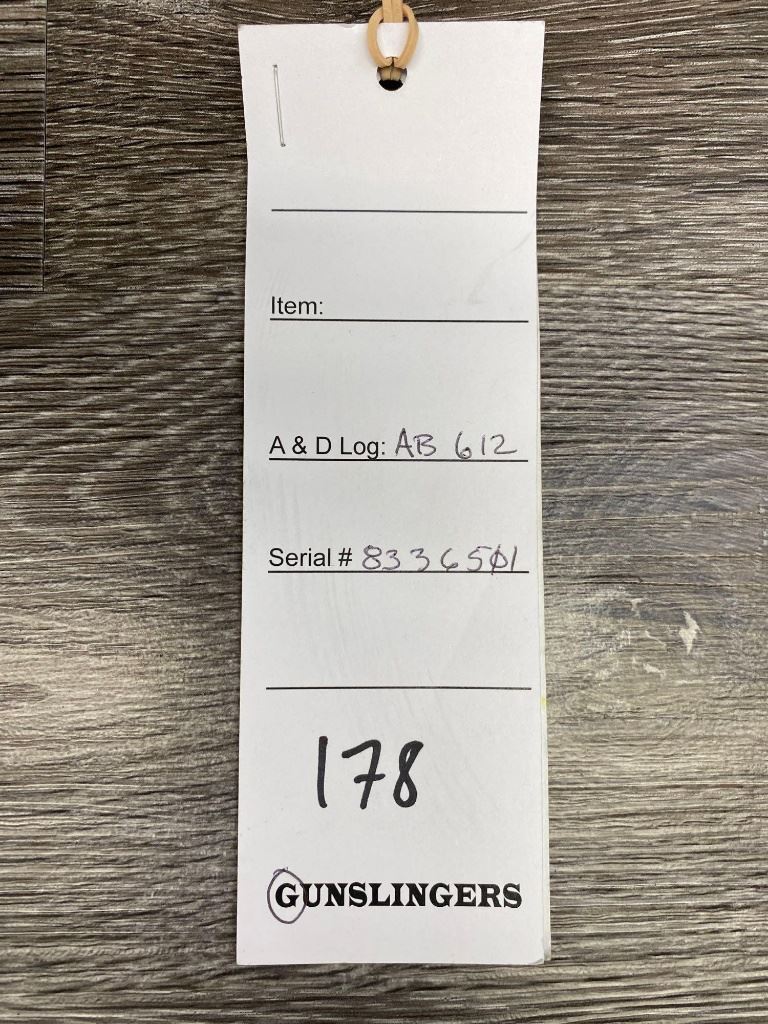 Item:
A & D Log: AB 612
Serial # 8336501
178
GUNSLINGERS